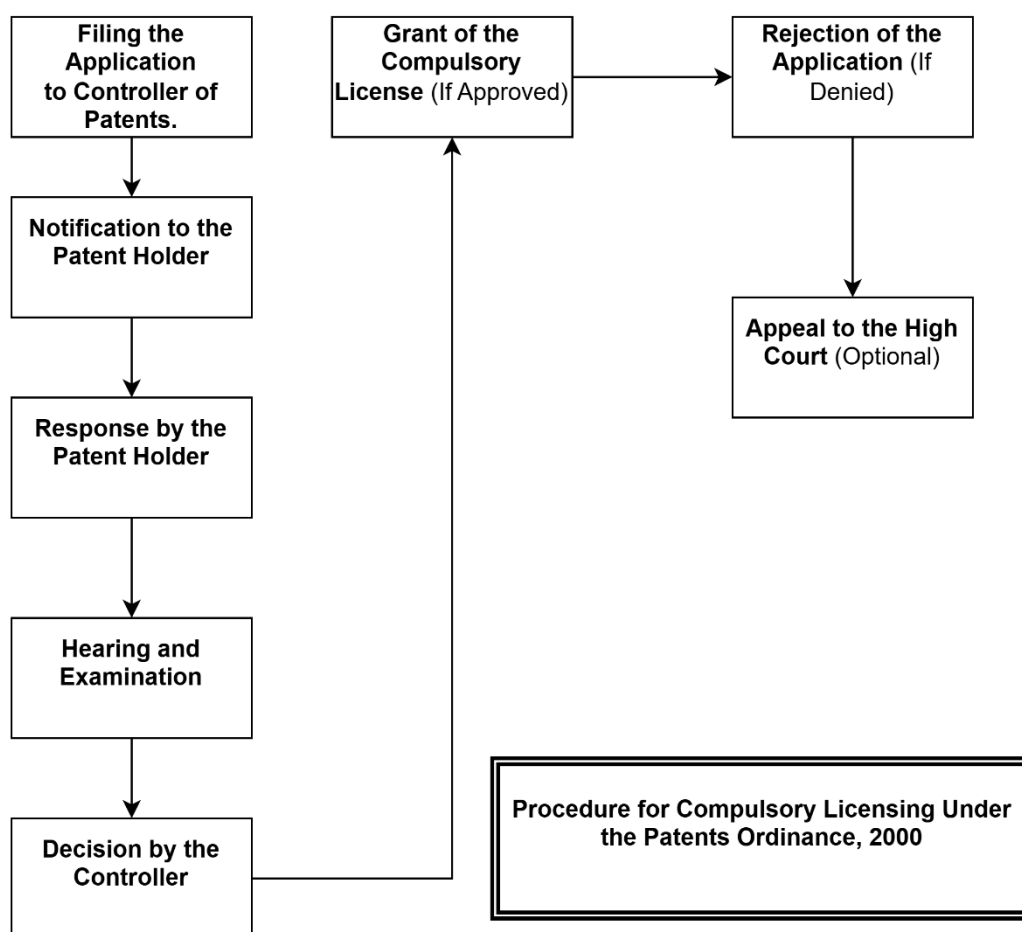 Filing the
Application
to Controller of
Patents.
Notification to the
Patent Holder
Response by the
Patent Holder
Hearing and
Examination
Decision by the
Controller
Grant of the
Compulsory
License (If Approved)
Rejection of the
Application (If
Denied)
Appeal to the High
Court (Optional)
Procedure for Compulsory Licensing Under
the Patents Ordinance, 2000